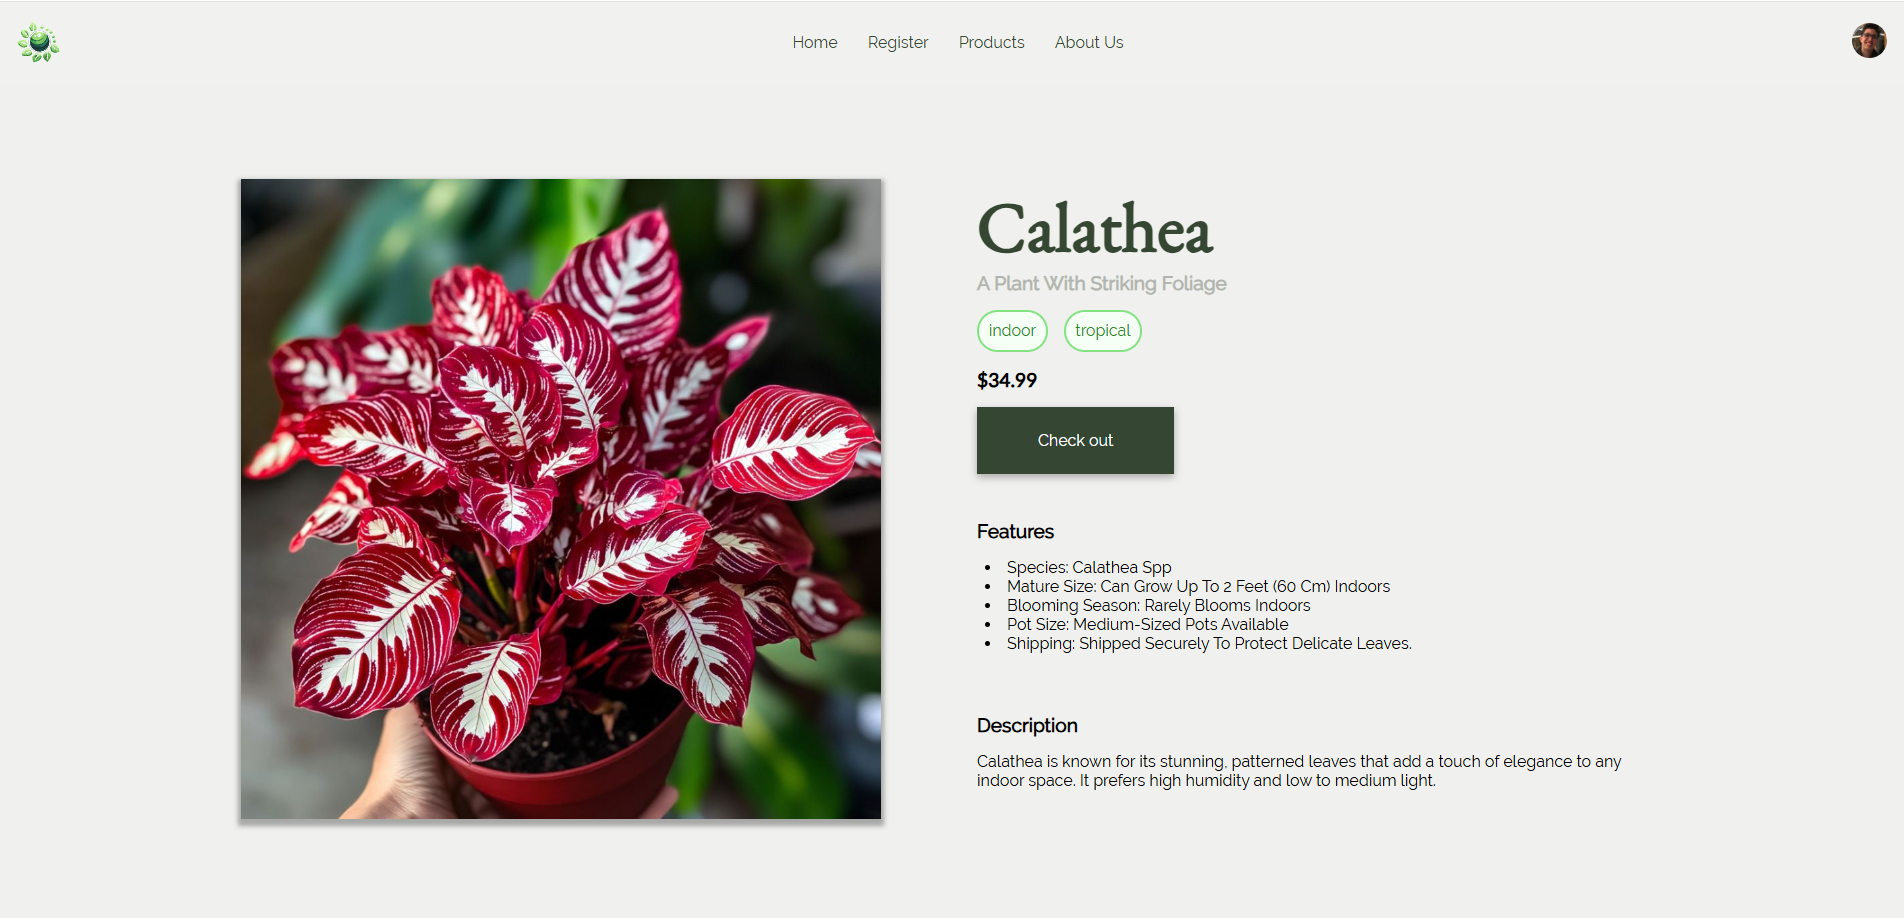 Home Register Products About Us
Calathea
A Plant With Striking Foliage
indoor tropical
$34.99
Check out
Features
• Species: Calathea Spp
• Mature Size: Can Grow Up To 2 Feet (60 Cm) Indoors
• Blooming Season: Rarely Blooms Indoors
• Pot Size: Medium-Sized Pots Available
• Shipping: Shipped Securely To Protect Delicate Leaves.
Description
Calathea is known for its stunning, patterned leaves that add a touch of elegance to any
indoor space. It prefers high humidity and low to medium light.